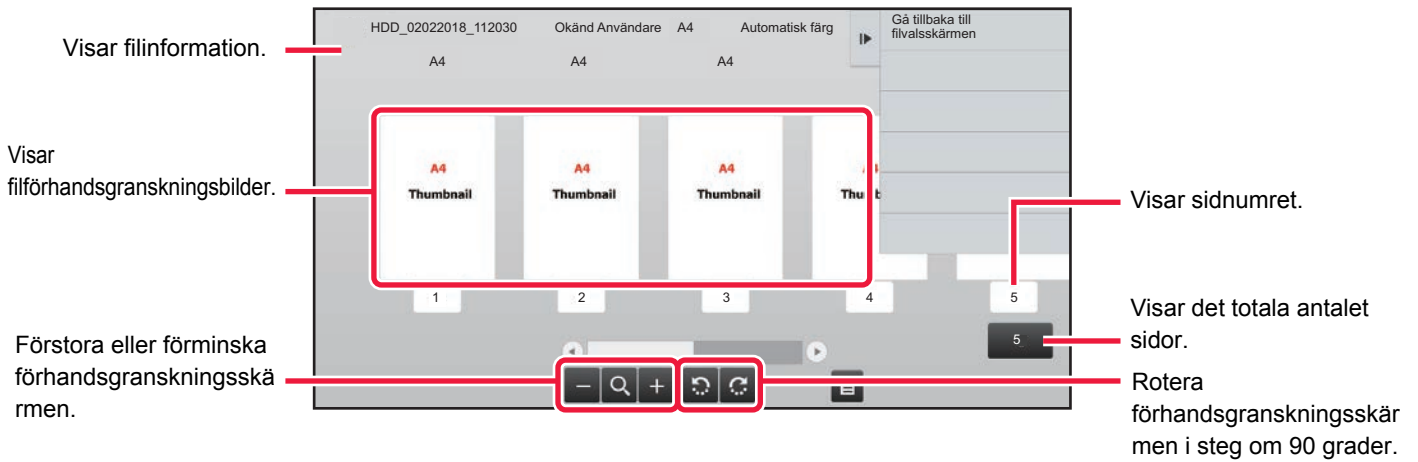 Visar filinformation.
HDD_02022018_112030 Okänd Användare A4 Automatisk färg
A4 A4 A4
Gå tillbaka till
filvalsskärmen
Visar
filförhandsgranskningsbilder.
A4 A4 A4
Thumbnail Thumbnail Thumbnail
Visar sidnumret.
1 2 3 4 5
Visar det totala antalet
sidor.
5
Förstora eller förminska
förhandsgranskningsskä
rmen.
Rotera
förhandsgranskningsskär
men i steg om 90 grader.